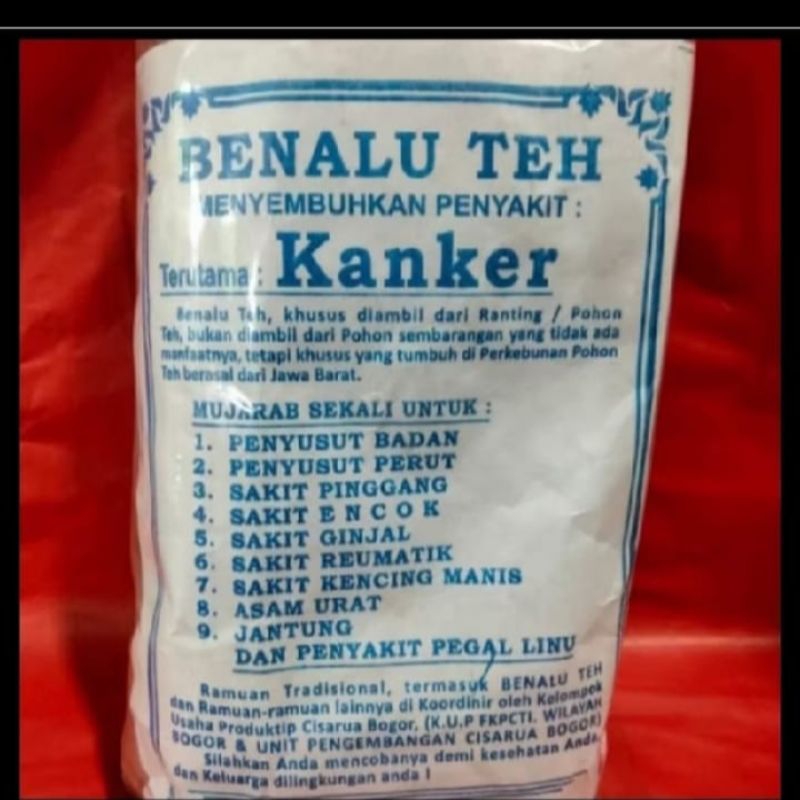 BENALU TEH
MENYEMBUHKAN PENYAKIT :
Terutama : Kanker
Benalu Teh, khusus diambil dari Ranting / Pohon
Teh, bukan diambil dari Pohon sembarangan yang tidak ada
manfaatnya, tetapi khusus yang tumbuh di Perkebunan Pohon
Teh berasal dari Jawa Barat.
MUJARAB SEKALI UNTUK :
1. PENYUSUT BADAN
2. PENYUSUT PERUT
3. SAKIT PINGGANG
4. SAKIT E N C O K
5. SAKIT GINJAL
6. SAKIT REUMATIK
7. SAKIT KENCING MANIS
8. ASAM URAT
9. JANTUNG
DAN PENYAKIT PEGAL LINU
Ramuan Tradisional, termasuk BENALU TEH
dan Ramuan-ramuan lainnya di Koordinir oleh Kelompok
Usaha Produktip Cisarua Bogor, (K.U.P FKPCTI. WILAYAH
BOGOR & UNIT PENGEMBANGAN CISARUA BOGOR)
Silahkan Anda mencobanya demi kesehatan Anda,
dan Keluarga dilingkungan anda !